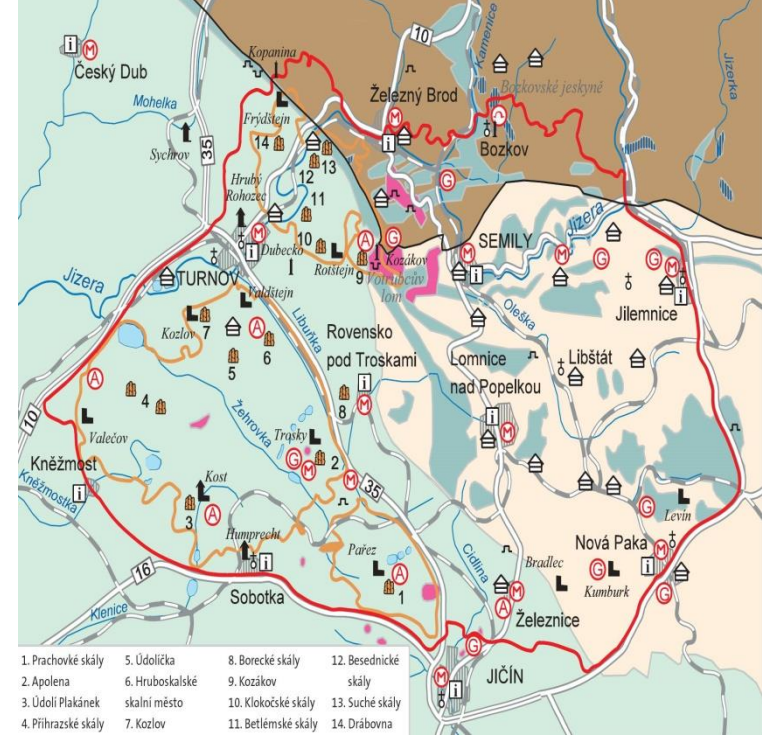 Kopanina
10
Kamenice
Český Dub
Železný Brod
Bozkovské jeskyně
Jizerka
Mohelka
Frýdštejn
35
Bozkov
Sychrov
14
13
12
Hrubý
Rohozec
11
SEMILY
Jizera
Jizera
10
Dubecko
Rotštejn
9
Kozákov
Votrubcův
lom
TURNOV
Valdštejn
Jilemnice
Oleška
Kozlov
7
Libuňka
Rovensko
pod Troskami
Lomnice
nad Popelkou
Libštát
5
6
10
4
8
Žehrovka
Valečov
Trosky
2
Kněžmost
Kost
35
Kněžmostka
3
Levín
Humprecht
Cidlina
Nová Paka
Pařez
Bradlec
Kumburk
16
Sobotka
1
Železnice
Klenice
JIČÍN
1. Prachovké skály
2. Apolena
3. Údolí Plakánek
4. Příhrazské skály
5. Údolíčka
6. Hruboskalské
skalní město
7. Kozlov
8. Borecké skály
9. Kozákov
10. Klokočské skály
11. Betlémské skály
12. Besednické
skály
13. Suché skály
14. Drábovna